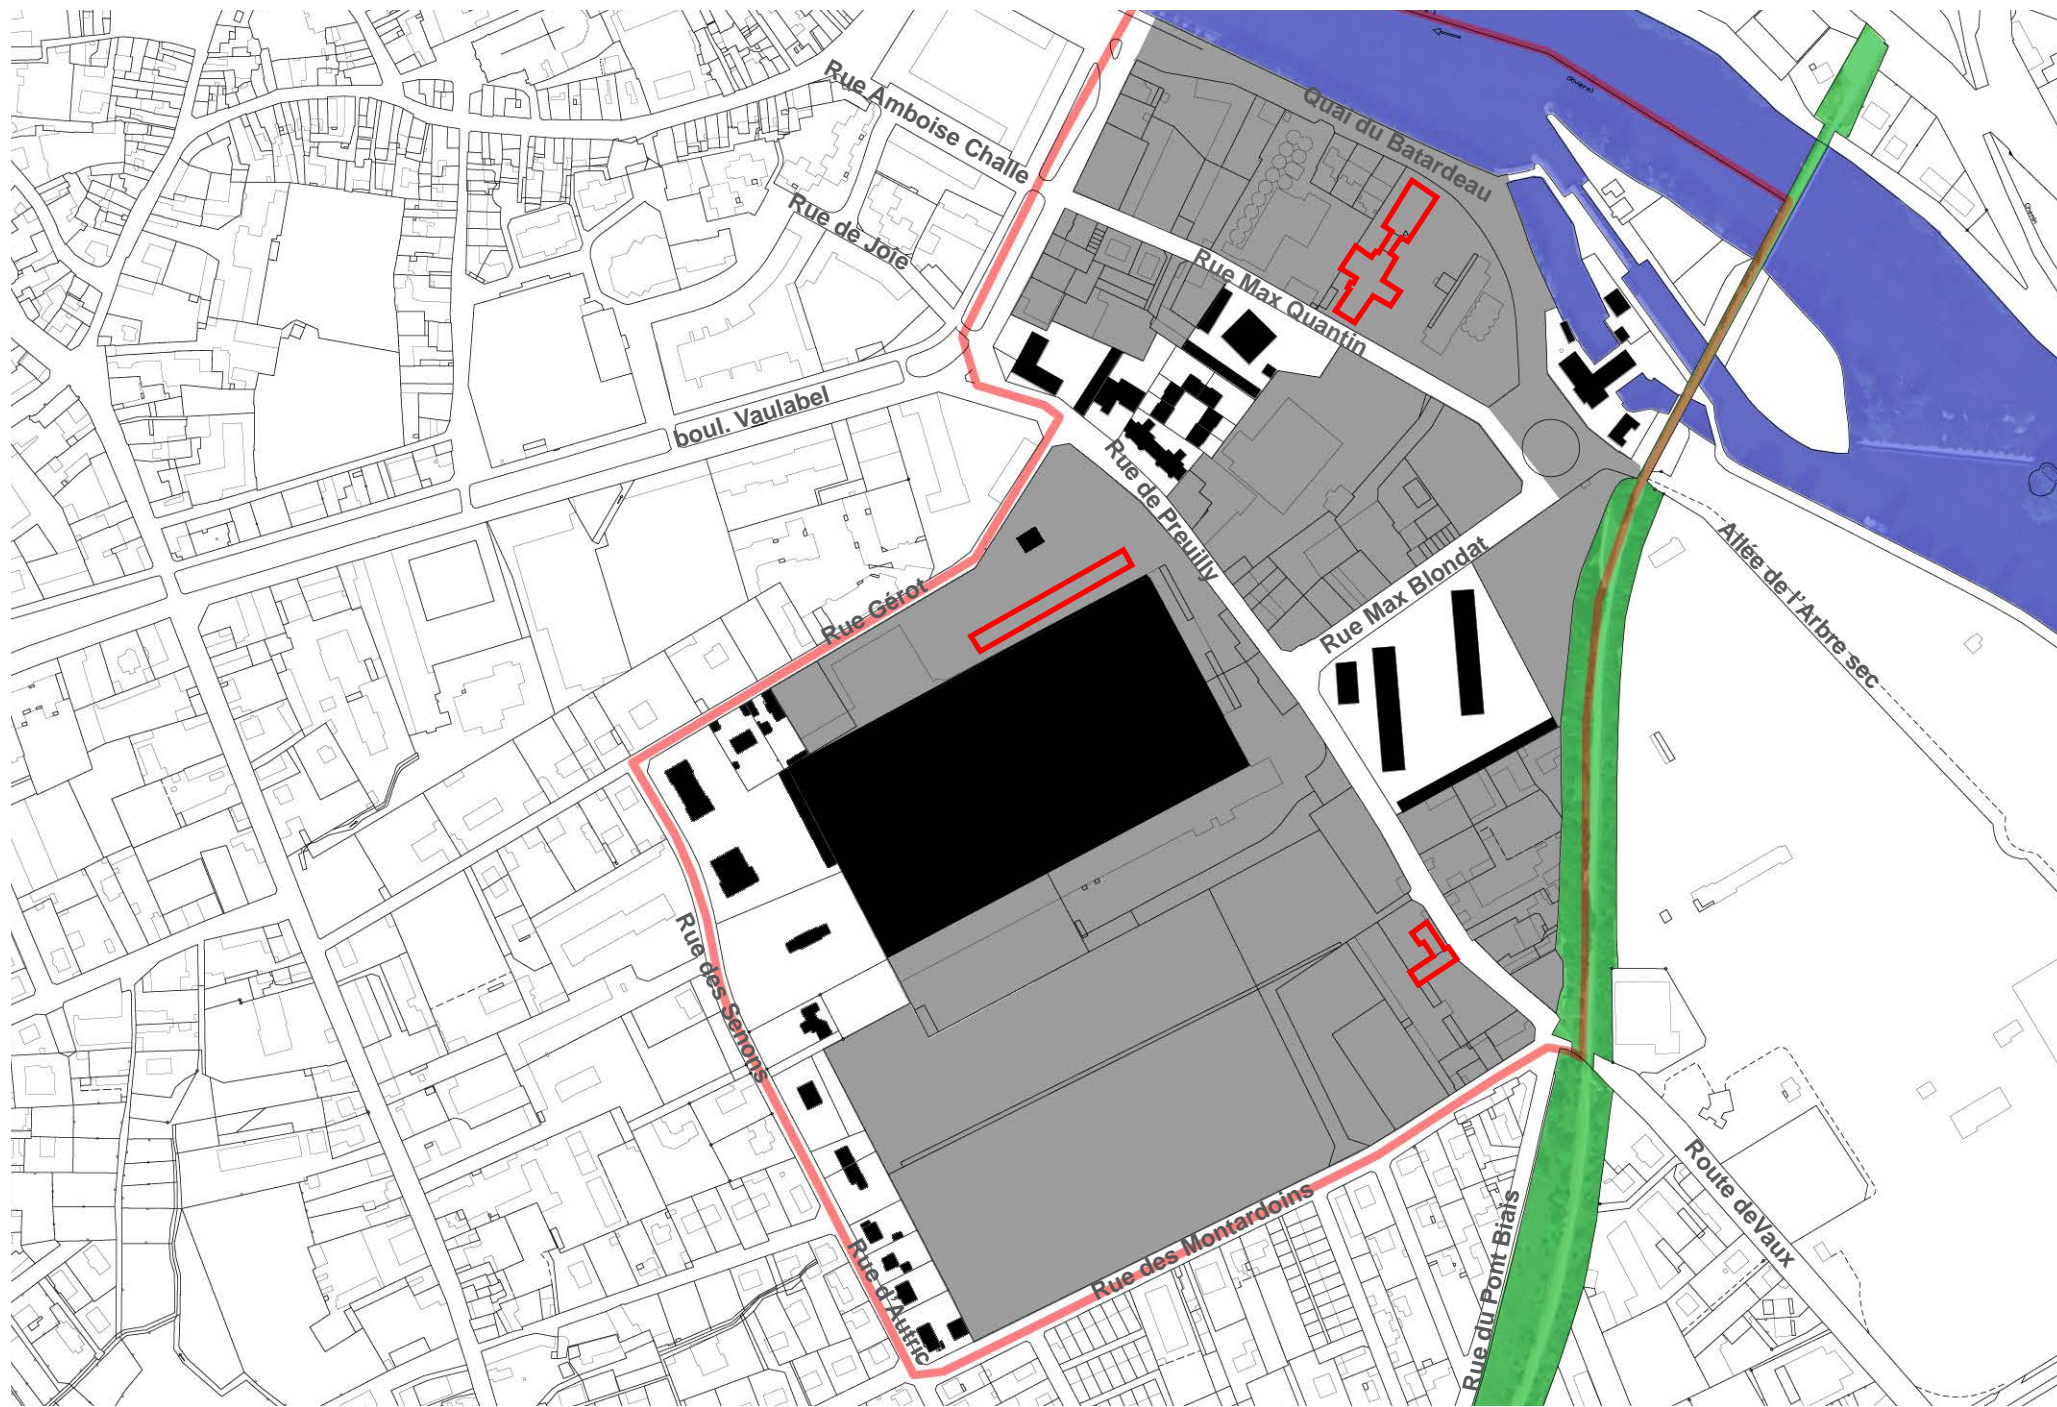 Rue Amboise Challe
Quai du Batardeau
(Rivière)
Rue de Joie
Rue Max Quantin
boul. Vaulabel
Rue de Preuilly
Allée de l'Arbre sec
Rue Gérot
Rue Max Blondat
Rue des Senons
Rue d'Autric
Rue des Montardoins
Rue du Pont Biais
Route deVaux